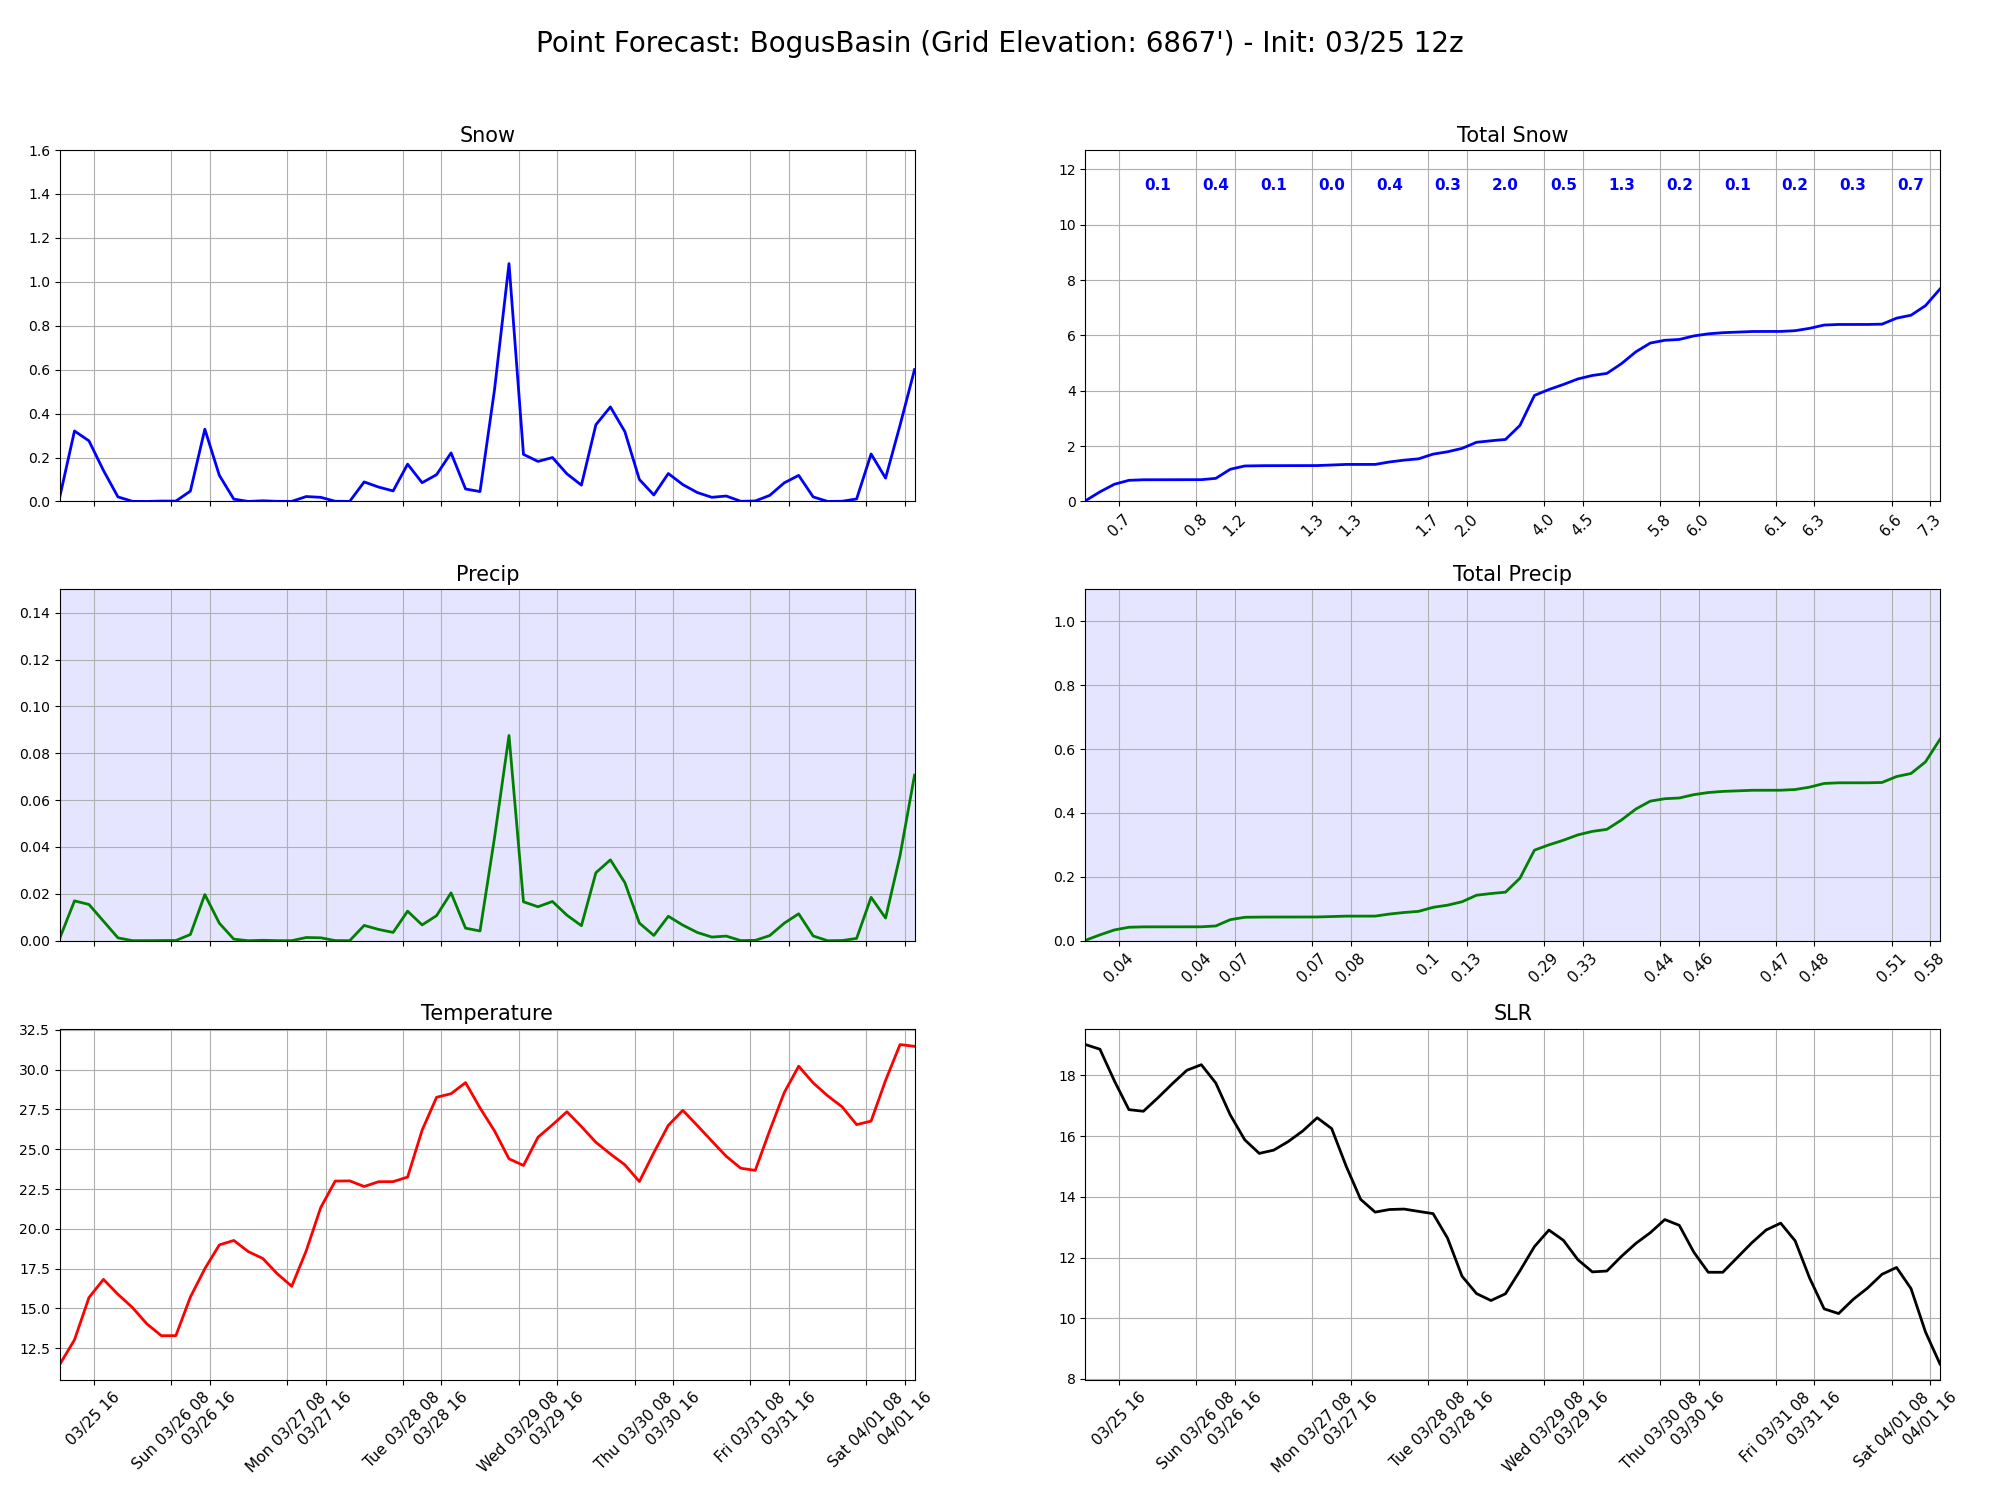 Point Forecast: BogusBasin (Grid Elevation: 6867') - Init: 03/25 12z
Snow
1.6
1.4
1.2
1.0
0.8
0.6
0.4
0.2
0.0
Total Snow
12
10
8
6
4
2
0
0.1 0.4 0.1 0.0 0.4 0.3 2.0 0.5 1.3 0.2 0.1 0.2 0.3 0.7
0.7 0.8 1.2 1.3 1.3 1.7 2.0 4.0 4.5 5.8 6.0 6.1 6.3 6.6 7.3
Precip
0.14
0.12
0.10
0.08
0.06
0.04
0.02
0.00
Total Precip
1.0
0.8
0.6
0.4
0.2
0.0
0.04 0.04 0.07 0.07 0.08 0.1 0.13 0.29 0.33 0.44 0.46 0.47 0.48 0.51 0.58
Temperature
32.5
30.0
27.5
25.0
22.5
20.0
17.5
15.0
12.5
03/25 16
Sun 03/26 08
03/26 16
Mon 03/27 08
03/27 16
Tue 03/28 08
03/28 16
Wed 03/29 08
03/29 16
Thu 03/30 08
03/30 16
Fri 03/31 08
03/31 16
Sat 04/01 08
04/01 16
SLR
18
16
14
12
10
8
03/25 16
Sun 03/26 08
03/26 16
Mon 03/27 08
03/27 16
Tue 03/28 08
03/28 16
Wed 03/29 08
03/29 16
Thu 03/30 08
03/30 16
Fri 03/31 08
03/31 16
Sat 04/01 08
04/01 16